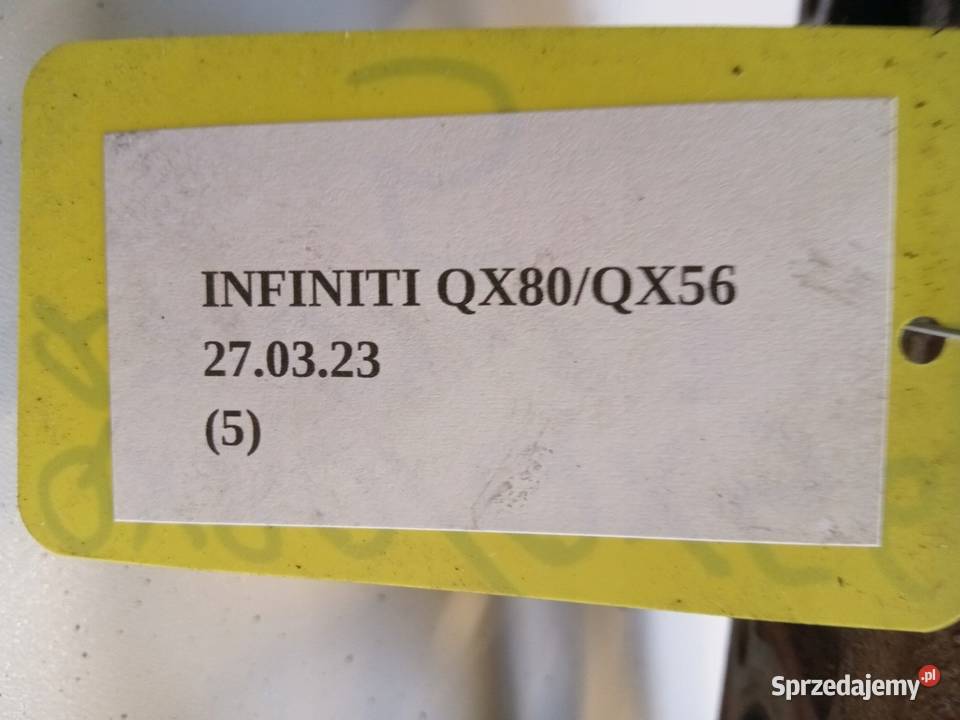 INFINITI QX80/QX56
27.03.23
(5)
Sprzedajemy.pl